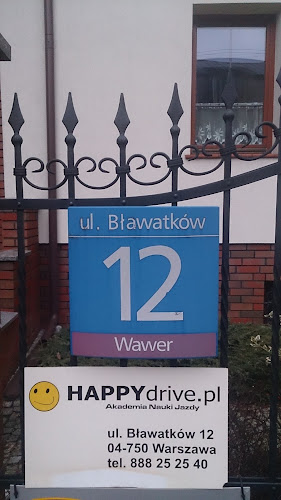 ul. Bławatków
12
Wawer
HAPPYdrive.pl
Akademia Nauki Jazdy
ul. Bławatków 12
04-750 Warszawa
tel. 888 25 25 40